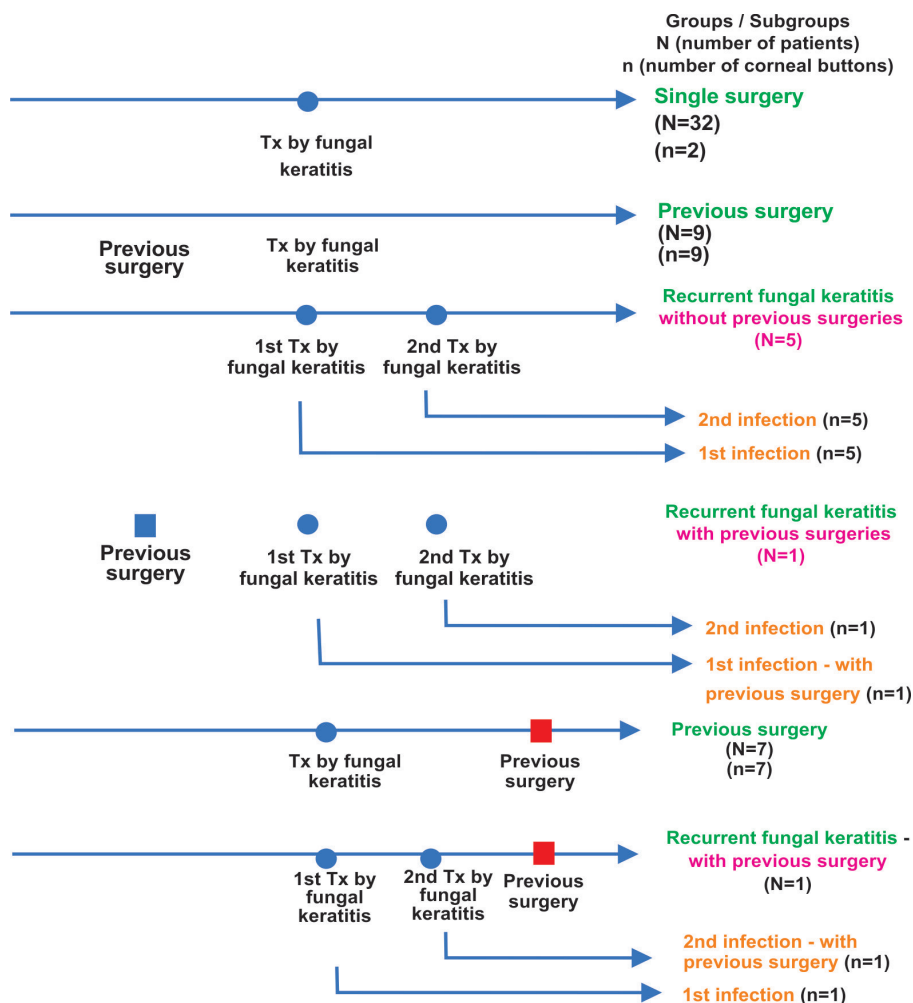 Groups / Subgroups
N (number of patients)
n (number of corneal buttons)
Single surgery
(N=32)
(n=2)
Tx by fungal
keratitis
Previous surgery
(N=9)
(n=9)
Previous
surgery
Tx by fungal
keratitis
Recurrent fungal keratitis
without previous surgeries
(N=5)
1st Tx by
fungal keratitis
2nd Tx by
fungal keratitis
2nd infection (n=5)
1st infection (n=5)
Recurrent fungal keratitis
with previous surgeries
(N=1)
Previous
surgery
1st Tx by
fungal keratitis
2nd Tx by
fungal keratitis
2nd infection (n=1)
1st infection - with
previous surgery (n=1)
Previous surgery
(N=7)
(n=7)
Tx by fungal
keratitis
Previous
surgery
Recurrent fungal keratitis -
with previous surgery
(N=1)
1st Tx by
fungal
keratitis
2nd Tx by
fungal
keratitis
Previous
surgery
2nd infection - with
previous surgery (n=1)
1st infection (n=1)